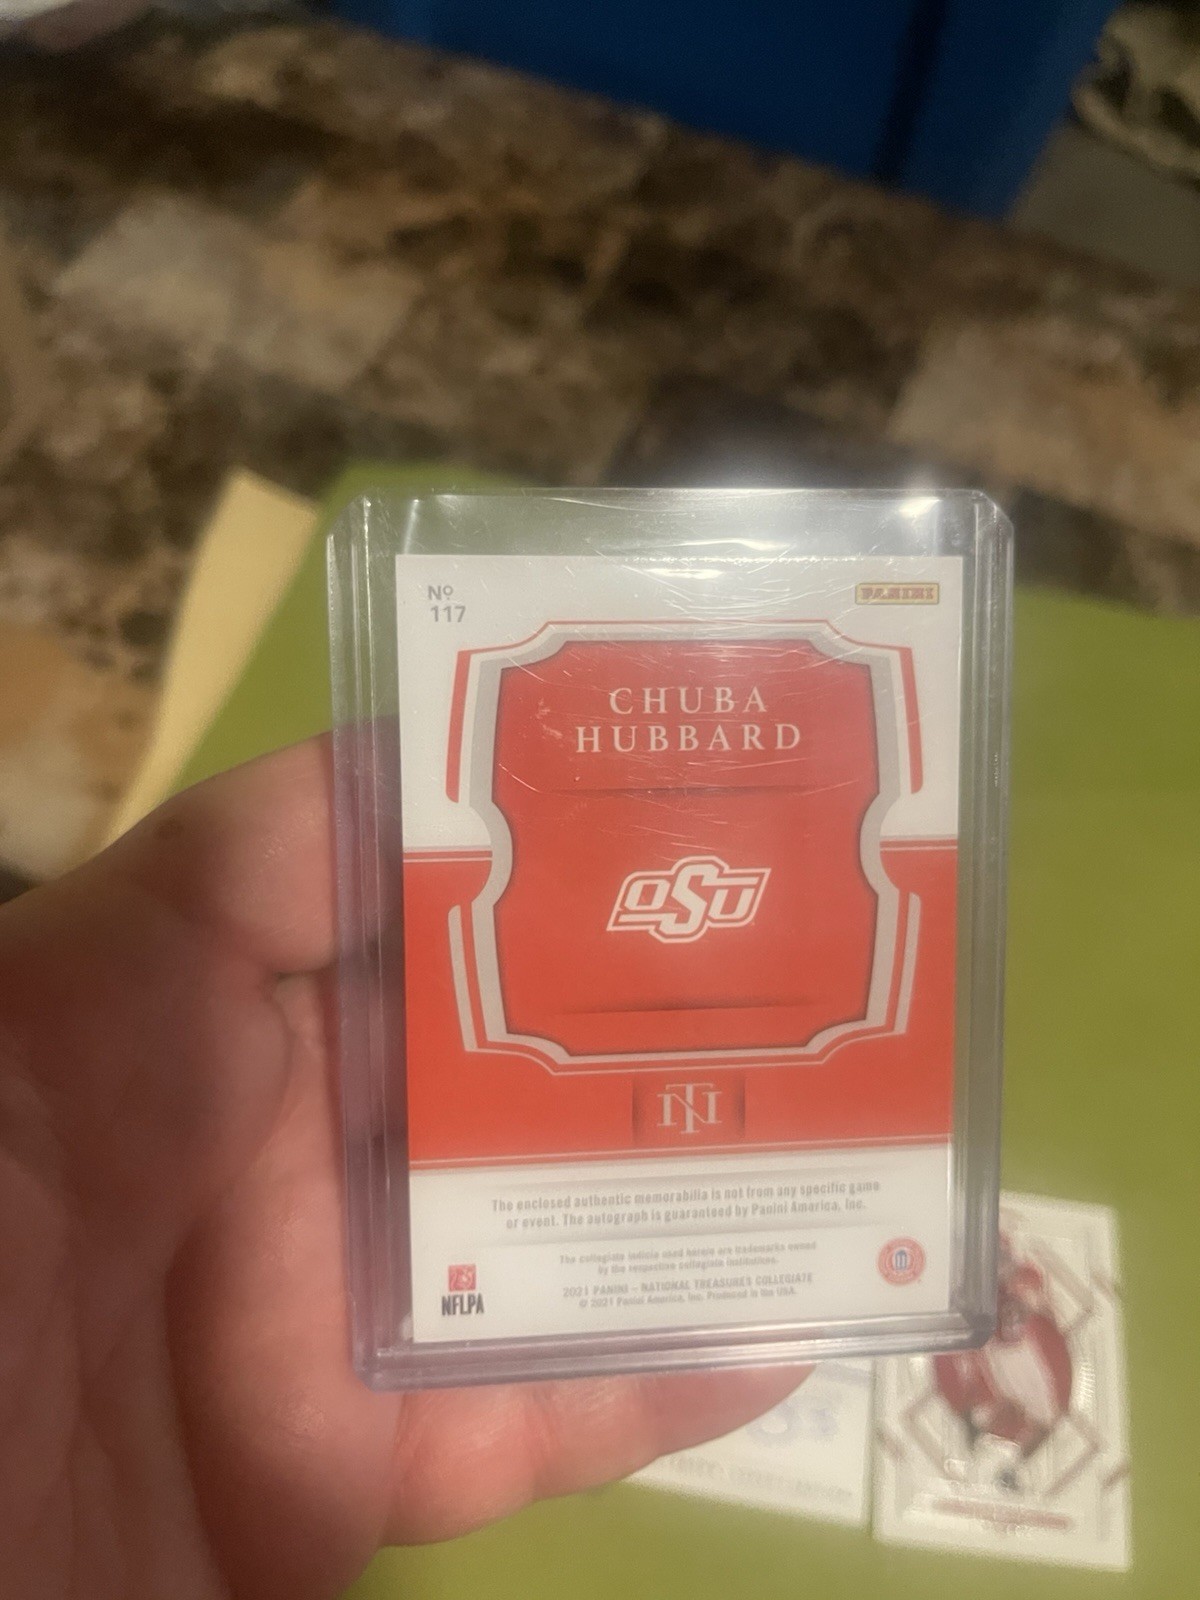 Nº
117
PANINI
CHUBA
HUBBARD
OSU
NT
The enclosed authentic memorabilia is not from any specific game
or event. The autograph is guaranteed by Panini America, Inc.
The collegiate indicia used herein are trademarks owned
by the respective collegiate institutions.
2021 PANINI – NATIONAL TREASURES COLLEGIATE
© 2021 Panini America, Inc. Produced in the USA.
NFLPA